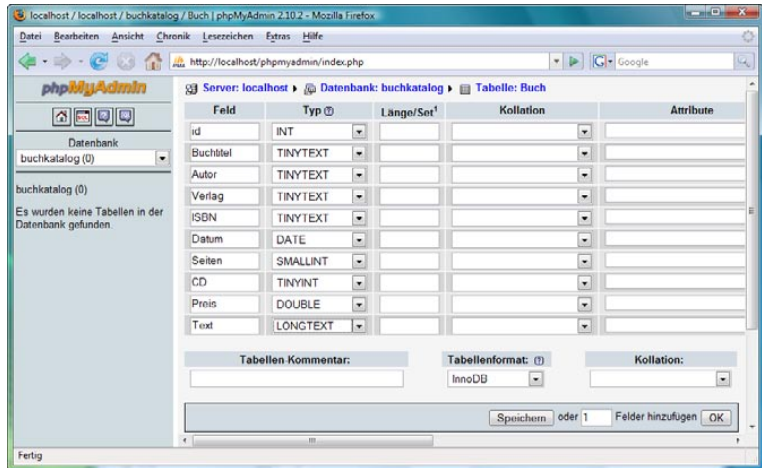 localhost / localhost / buchkatalog / Buch | phpMyAdmin 2.10.2 - Mozilla Firefox
Datei Bearbeiten Ansicht Chronik Lesezeichen Extras Hilfe
http://localhost/phpmyadmin/index.php
Google
phpMyAdmin
Datenbank
buchkatalog (0)
buchkatalog (0)
Es wurden keine Tabellen in der
Datenbank gefunden.
Server: localhost Datenbank: buchkatalog Tabelle: Buch
Feld Typ Länge/Set¹ Kollation Attribute
id INT
Buchtitel TINYTEXT
Autor TINYTEXT
Verlag TINYTEXT
ISBN TINYTEXT
Datum DATE
Seiten SMALLINT
CD TINYINT
Preis DOUBLE
Text LONGTEXT
Tabellen-Kommentar: Tabellenformat: Kollation:
InnoDB
Speichern oder 1 Felder hinzufügen OK
Fertig